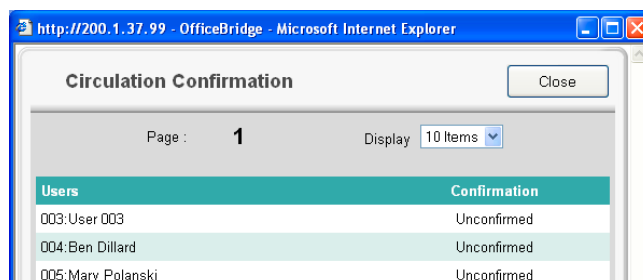 http://200.1.37.99 - OfficeBridge - Microsoft Internet Explorer
Circulation Confirmation Close
Page : 1 Display 10 Items
Users Confirmation
003:User 003 Unconfirmed
004:Ben Dillard Unconfirmed
005:Mary Polanski Unconfirmed